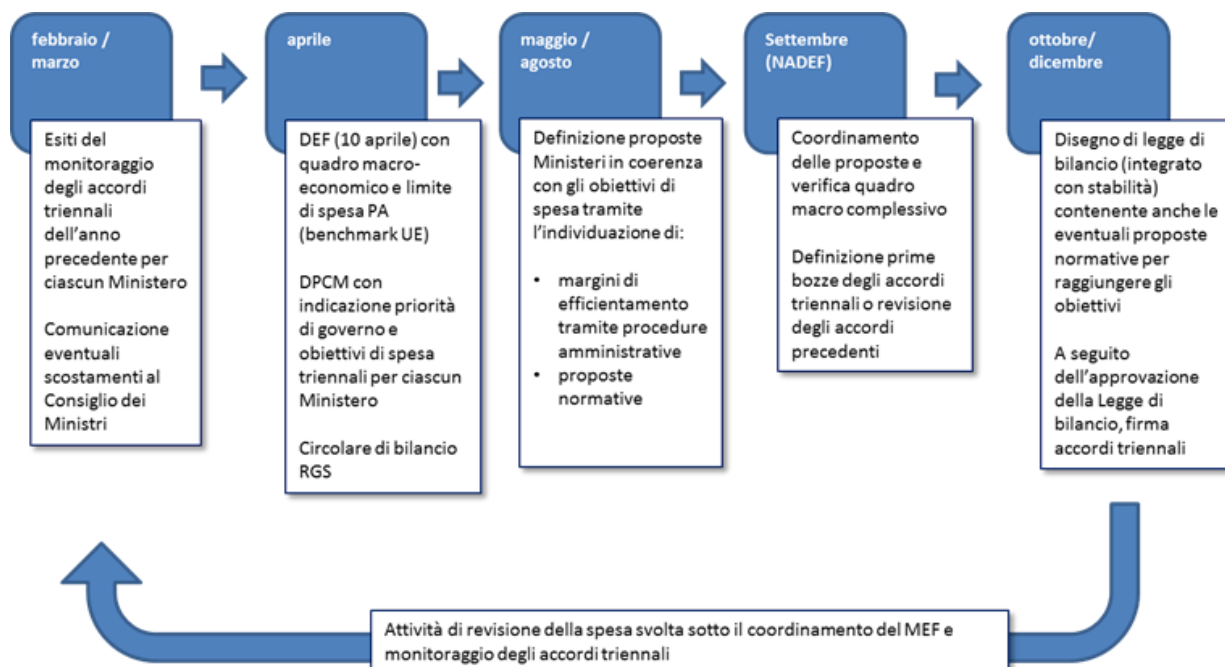 febbraio /
marzo
Esiti del
monitoraggio
degli accordi
triennali
dell'anno
precedente per
ciascun Ministero
Comunicazione
eventuali
scostamenti al
Consiglio dei
Ministri
aprile
DEF (10 aprile) con
quadro macro-
economico e limite
di spesa PA
(benchmark UE)
DPCM con
indicazione priorità
di governo e
obiettivi di spesa
triennali per ciascun
Ministero
Circolare di bilancio
RGS
maggio /
agosto
Definizione proposte
Ministeri in coerenza
con gli obiettivi di
spesa tramite
l'individuazione di:
• margini di
efficientamento
tramite procedure
amministrative
• proposte
normative
Settembre
(NADEF)
Coordinamento
delle proposte e
verifica quadro
macro complessivo
Definizione prime
bozze degli accordi
triennali o revisione
degli accordi
precedenti
ottobre/
dicembre
Disegno di legge di
bilancio (integrato
con stabilità)
contenente anche le
eventuali proposte
normative per
raggiungere gli
obiettivi
A seguito
dell'approvazione
della Legge di
bilancio, firma
accordi triennali
Attività di revisione della spesa svolta sotto il coordinamento del MEF e
monitoraggio degli accordi triennali